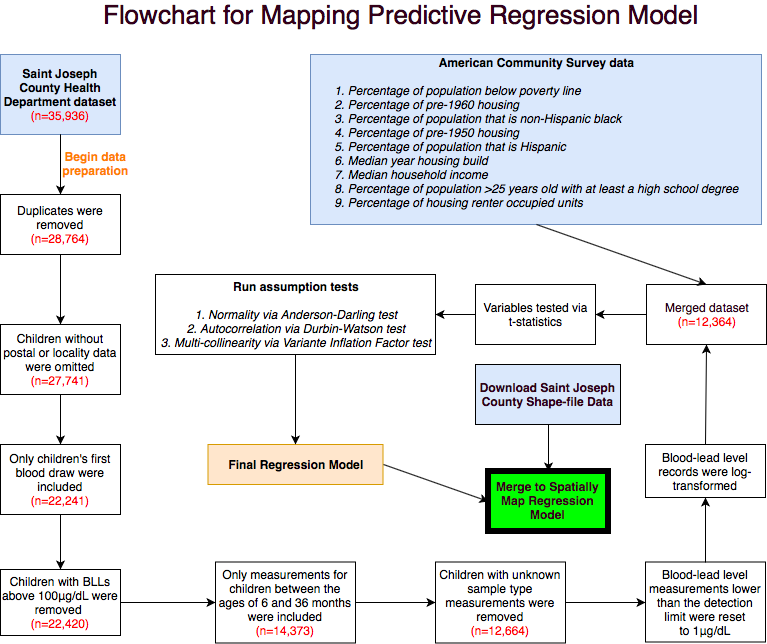 Flowchart for Mapping Predictive Regression Model
Saint Joseph
County Health
Department dataset
(n=35,936)
Begin data
preparation
Duplicates were
removed
(n=28,764)
Children without
postal or locality data
were omitted
(n=27,741)
Only children's first
blood draw were
included
(n=22,241)
Children with BLLs
above 100µg/dL were
removed
(n=22,420)
Only measurements for
children between the
ages of 6 and 36 months
were included
(n=14,373)
Children with unknown
sample type
measurements were
removed
(n=12,664)
Blood-lead level
measurements lower
than the detection
limit were reset
to 1µg/dL
Blood-lead level
records were log-
transformed
American Community Survey data
1. Percentage of population below poverty line
2. Percentage of pre-1960 housing
3. Percentage of population that is non-Hispanic black
4. Percentage of pre-1950 housing
5. Percentage of population that is Hispanic
6. Median year housing build
7. Median household income
8. Percentage of population >25 years old with at least a high school degree
9. Percentage of housing renter occupied units
Merged dataset
(n=12,364)
Variables tested via
t-statistics
Run assumption tests
1. Normality via Anderson-Darling test
2. Autocorrelation via Durbin-Watson test
3. Multi-collinearity via Variante Inflation Factor test
Final Regression Model
Download Saint Joseph
County Shape-file Data
Merge to Spatially
Map Regression
Model